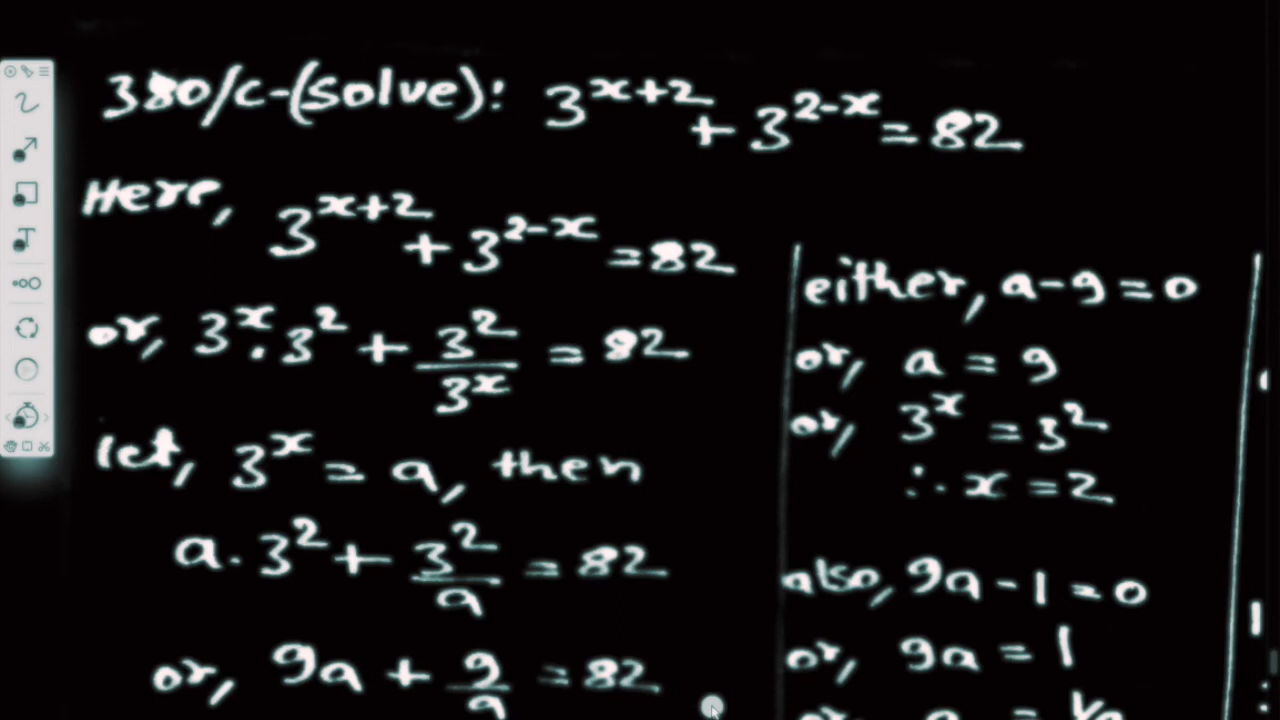 380/c-(solve): 3^{x+2} + 3^{2-x} = 82
Here, 3^{x+2} + 3^{2-x} = 82
or, 3^x . 3^2 + 3^2/3^x = 82
let, 3^x = a, then
a . 3^2 + 3^2/a = 82
or, 9a + 9/a = 82
either, a-9=0
or, a = 9
or, 3^x = 3^2
∴ x = 2
also, 9a - 1 = 0
or, 9a = 1